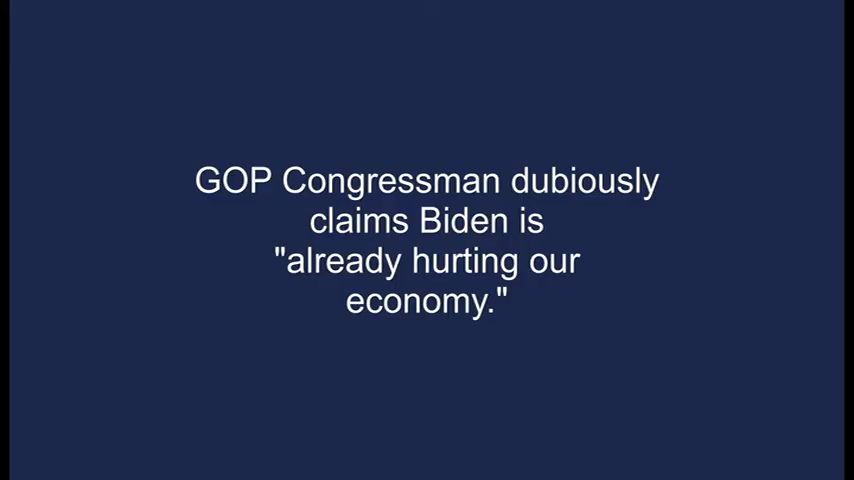 GOP Congressman dubiously
claims Biden is
"already hurting our
economy."